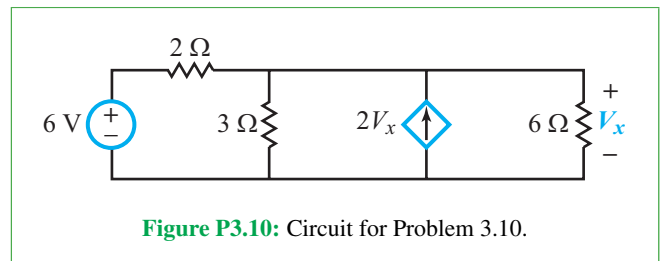 2 Ω
6 V
+
−
3 Ω
2Vₓ
6 Ω
+
Vₓ
−
Figure P3.10: Circuit for Problem 3.10.